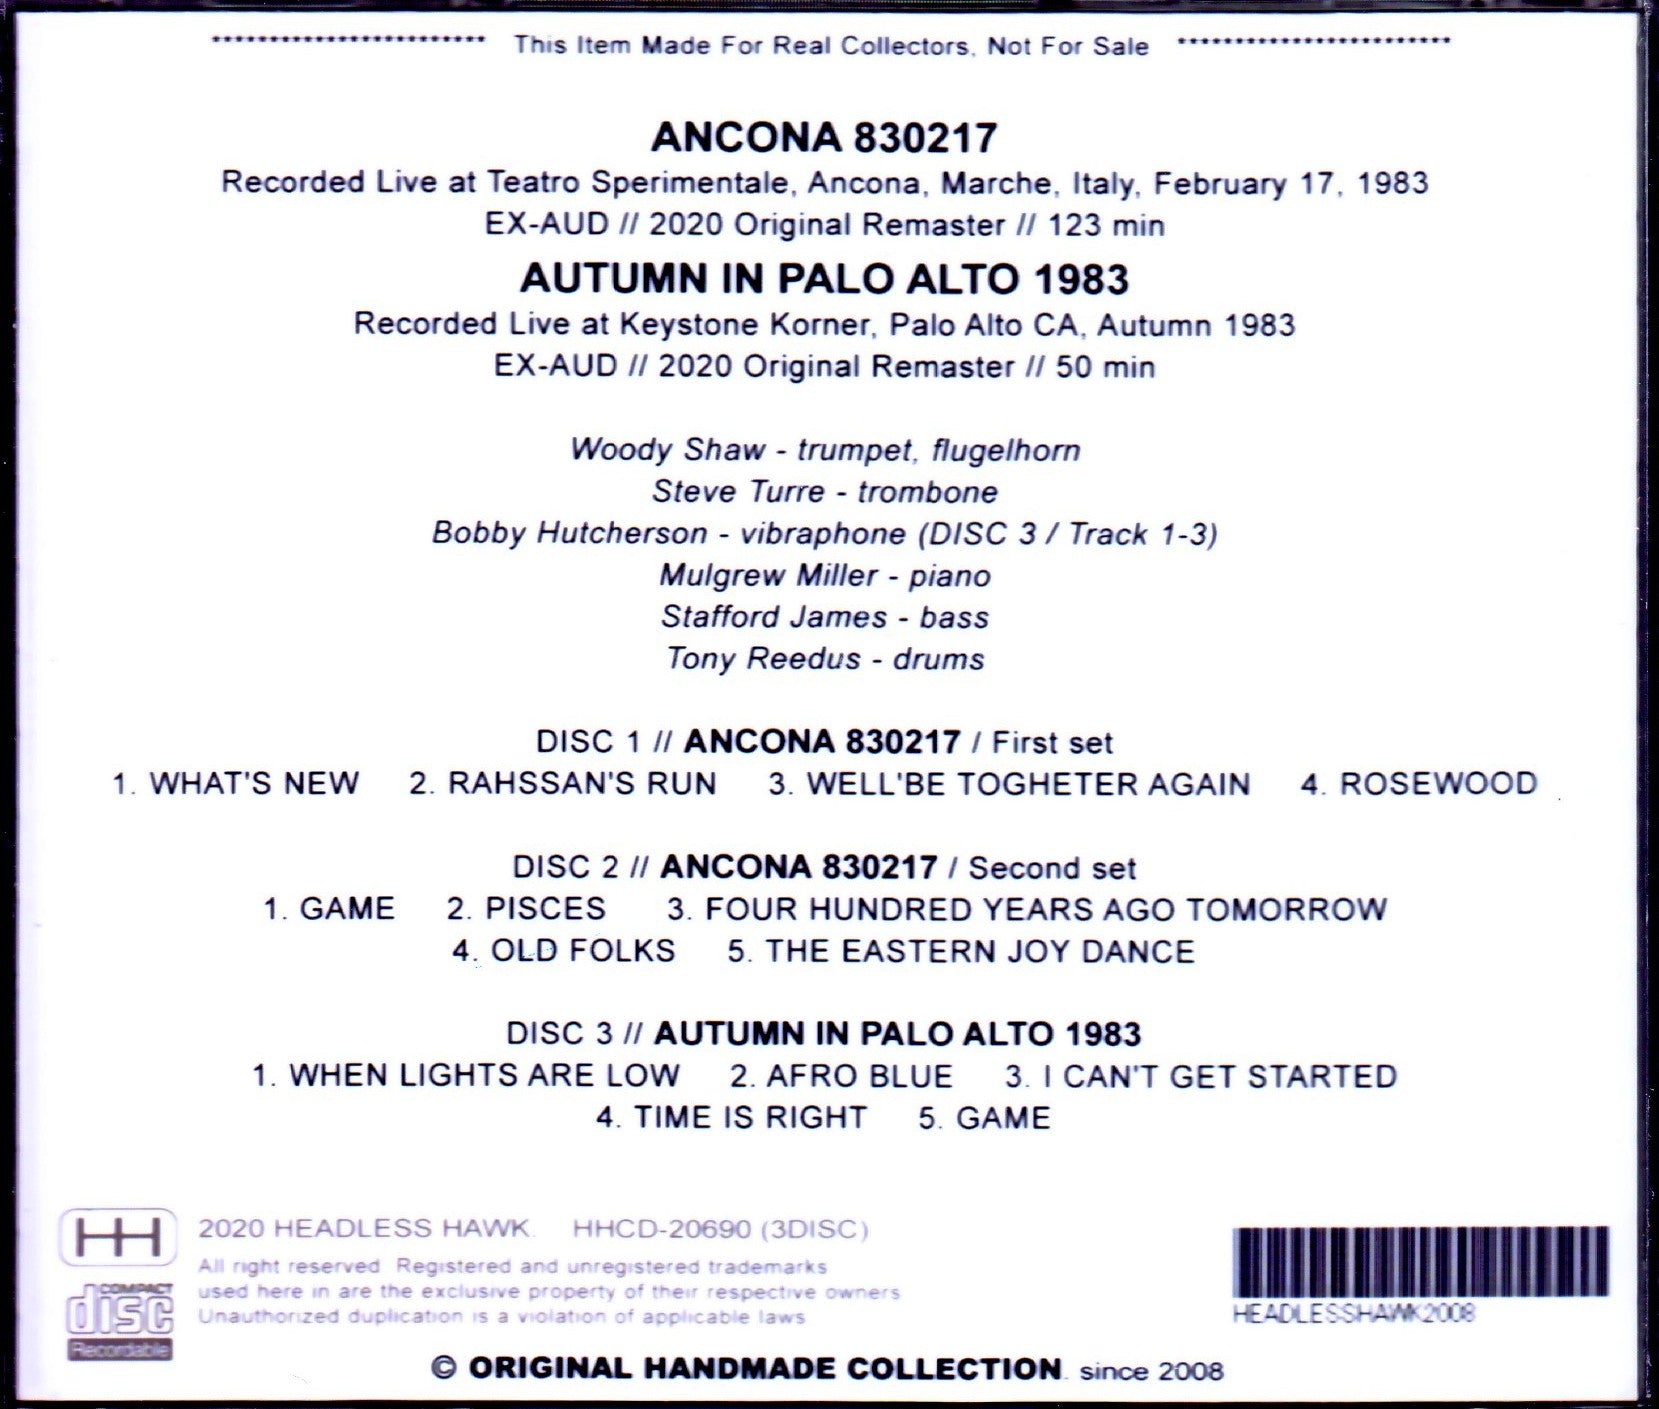 ************************ This Item Made For Real Collectors, Not For Sale ************************
ANCONA 830217
Recorded Live at Teatro Sperimentale, Ancona, Marche, Italy, February 17, 1983
EX-AUD // 2020 Original Remaster // 123 min
AUTUMN IN PALO ALTO 1983
Recorded Live at Keystone Korner, Palo Alto CA, Autumn 1983
EX-AUD // 2020 Original Remaster // 50 min
Woody Shaw - trumpet, flugelhorn
Steve Turre - trombone
Bobby Hutcherson - vibraphone (DISC 3 / Track 1-3)
Mulgrew Miller - piano
Stafford James - bass
Tony Reedus - drums
DISC 1 // ANCONA 830217 / First set
1. WHAT'S NEW 2. RAHSSAN'S RUN 3. WELL'BE TOGHETER AGAIN 4. ROSEWOOD
DISC 2 // ANCONA 830217 / Second set
1. GAME 2. PISCES 3. FOUR HUNDRED YEARS AGO TOMORROW
4. OLD FOLKS 5. THE EASTERN JOY DANCE
DISC 3 // AUTUMN IN PALO ALTO 1983
1. WHEN LIGHTS ARE LOW 2. AFRO BLUE 3. I CAN'T GET STARTED
4. TIME IS RIGHT 5. GAME
HH 2020 HEADLESS HAWK. HHCD-20690 (3DISC)
All right reserved. Registered and unregistered trademarks
used here in are the exclusive property of their respective owners
Unauthorized duplication is a violation of applicable laws
COMPACT
disc
Recordable
HEADLESSHAWK2008
© ORIGINAL HANDMADE COLLECTION. since 2008